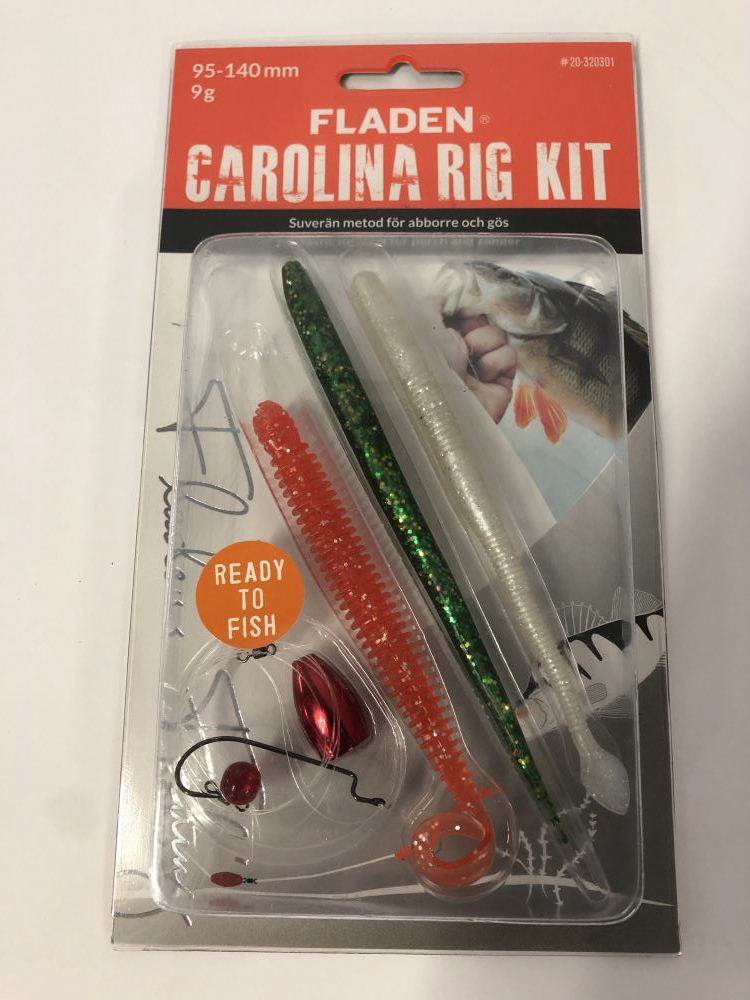 95-140 mm
9g
# 20-320301
FLADEN®
CAROLINA RIG KIT
Suverän metod för abborre och gös
READY
TO
FISH